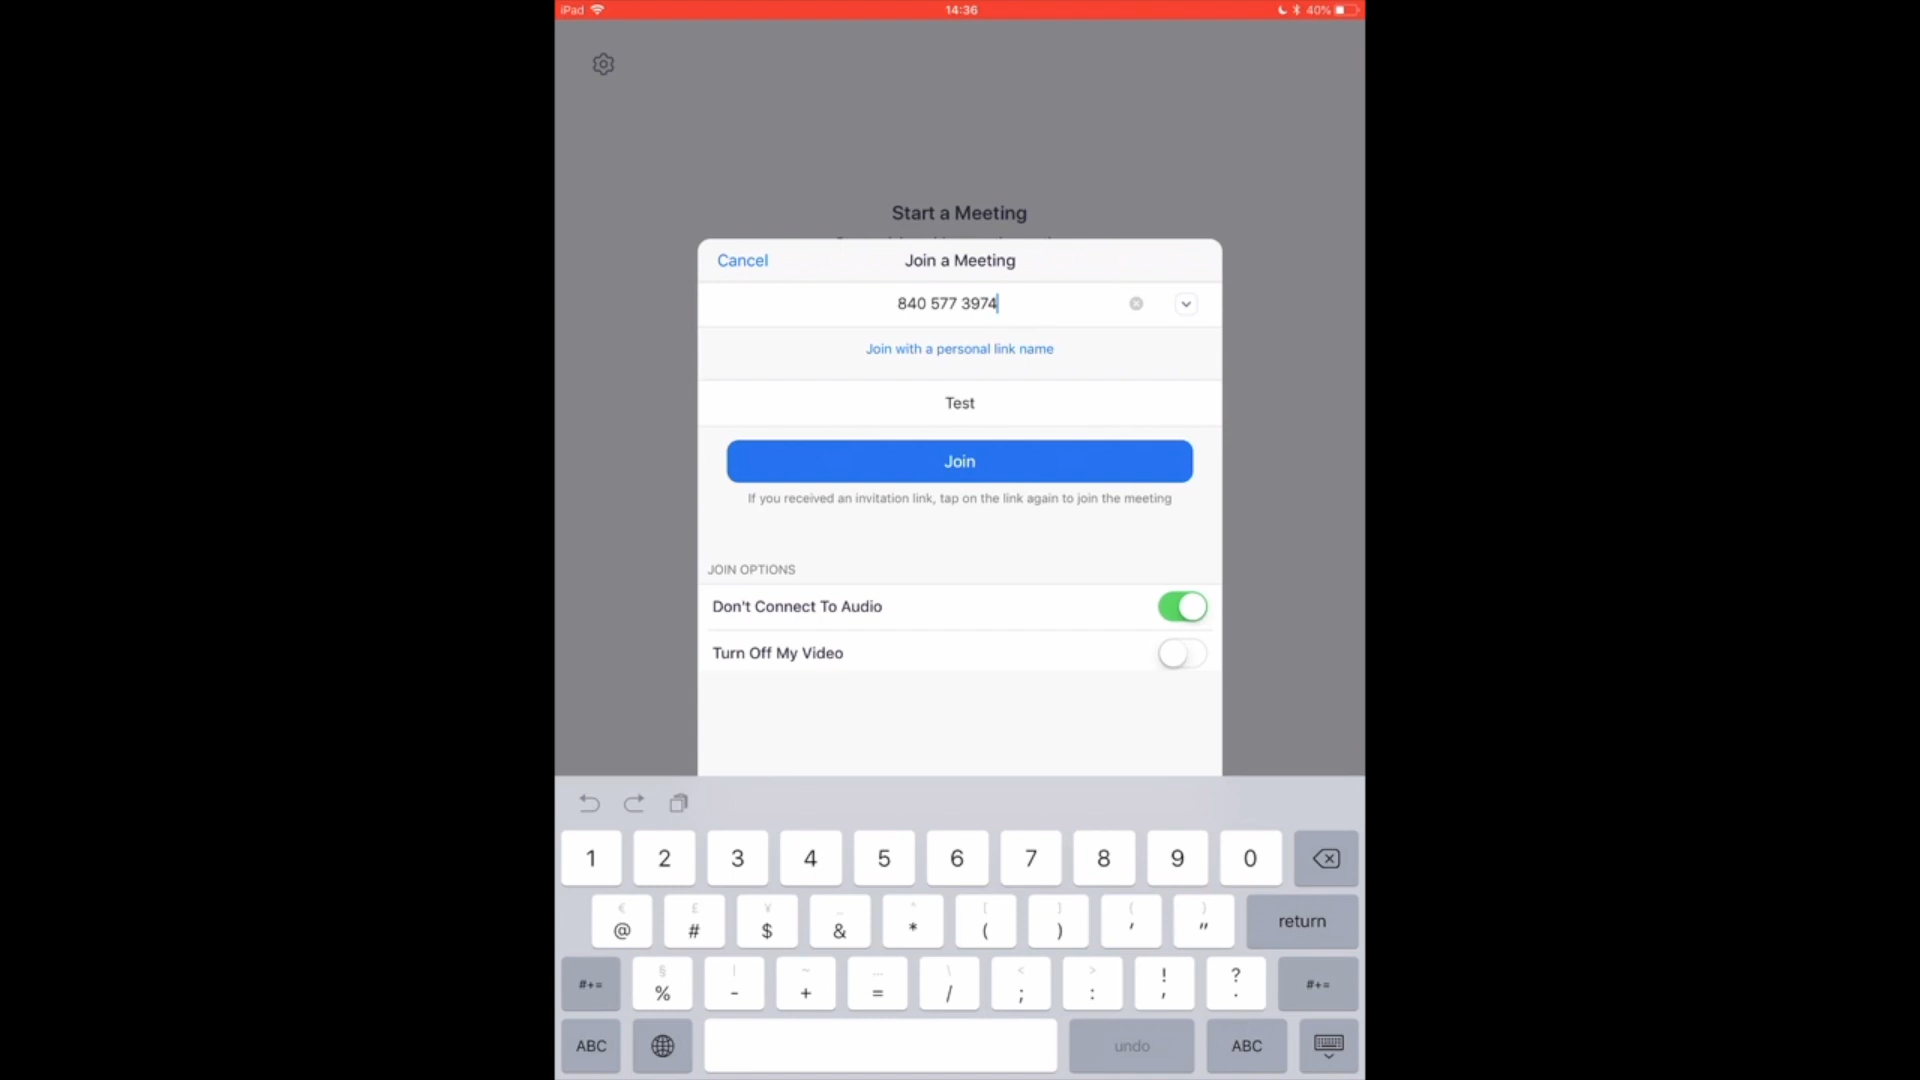 iPad 14:36 40%
Start a Meeting
Cancel Join a Meeting
840 577 3974
Join with a personal link name
Test
Join
If you received an invitation link, tap on the link again to join the meeting
JOIN OPTIONS
Don't Connect To Audio
Turn Off My Video
1 2 3 4 5 6 7 8 9 0
€ £ ¥ _ ^ [ ] { }
@ # $ & * ( ) ' " return
§ | ~ … \ < > ! ?
#+= % - + = / ; : , . #+=
ABC undo ABC